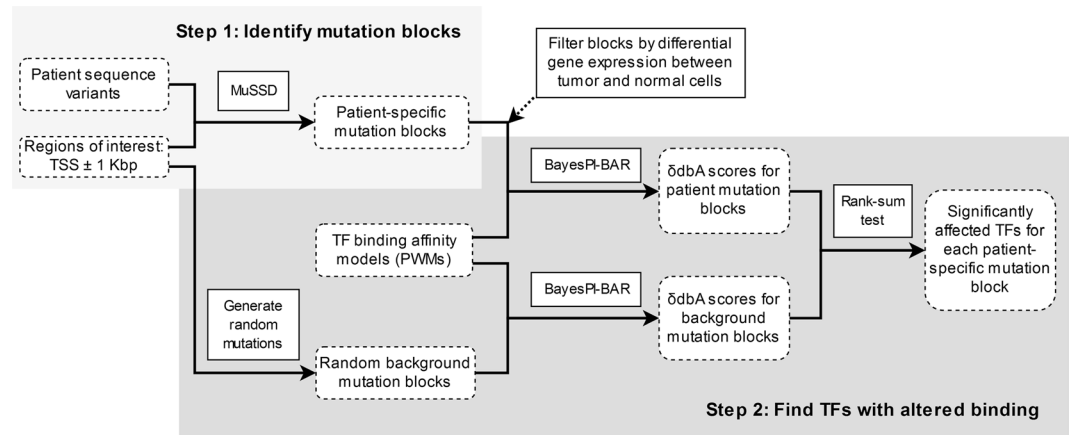 Step 1: Identify mutation blocks
Patient sequence
variants
MuSSD
Patient-specific
mutation blocks
Regions of interest:
TSS ± 1 Kbp
Filter blocks by differential
gene expression between
tumor and normal cells
BayesPI-BAR
δdbA scores for
patient mutation
blocks
Rank-sum
test
Significantly
affected TFs for
each patient-
specific mutation
block
TF binding affinity
models (PWMs)
BayesPI-BAR
δdbA scores for
background
mutation blocks
Generate
random
mutations
Random background
mutation blocks
Step 2: Find TFs with altered binding